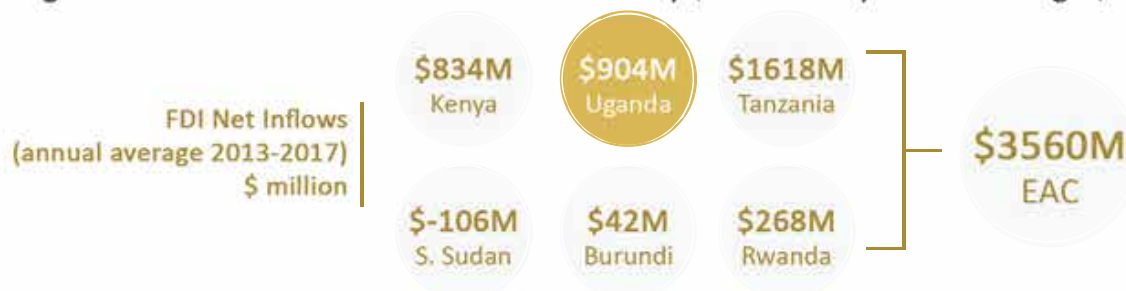 FDI Net Inflows
(annual average 2013-2017)
$ million
$834M
Kenya
$904M
Uganda
$1618M
Tanzania
$-106M
S. Sudan
$42M
Burundi
$268M
Rwanda
$3560M
EAC